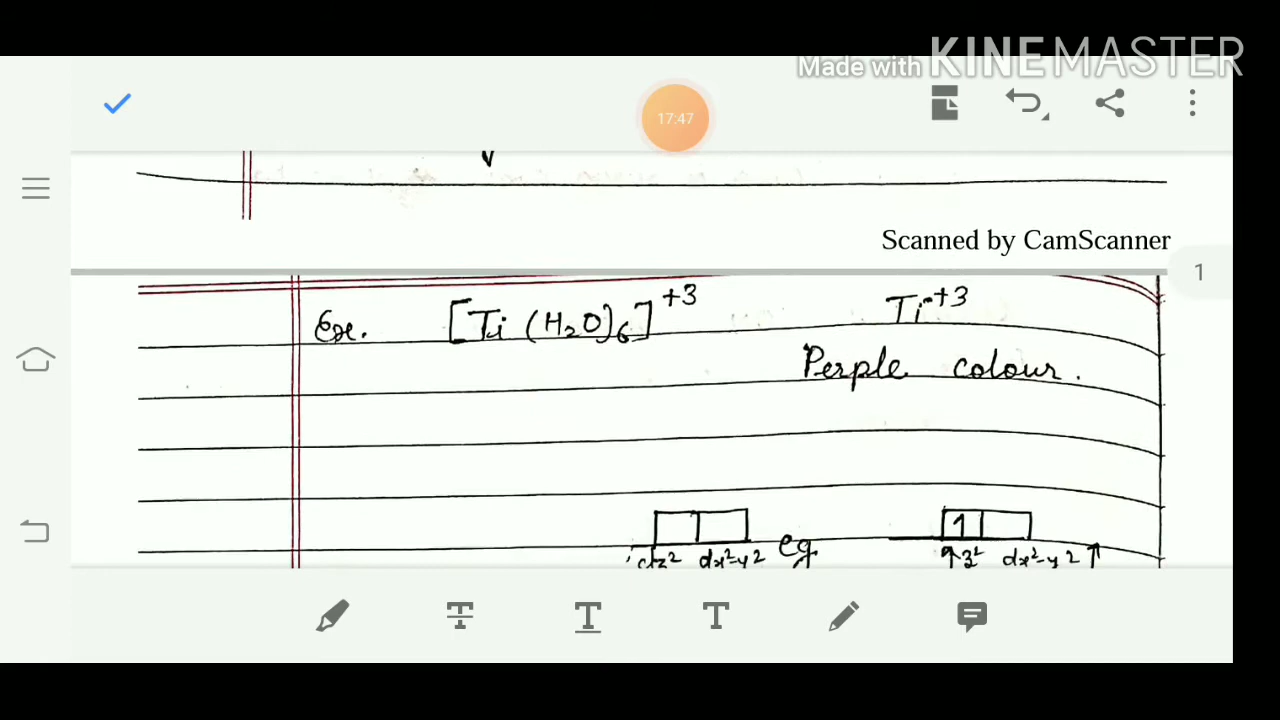 Made with KINEMASTER
17:47
Scanned by CamScanner
1
Ex. [Ti (H₂O)₆]⁺³ Ti⁺³
Perple colour.
1
dz² dx²-y² eg z² dx²-y²
T T T